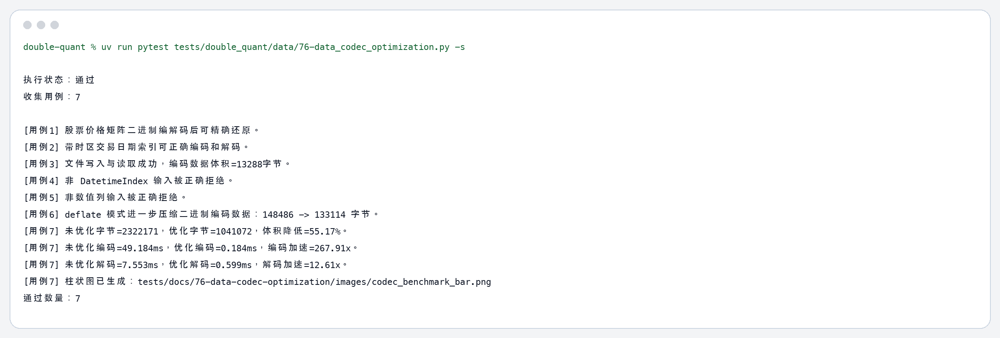 double-quant % uv run pytest tests/double_quant/data/76-data_codec_optimization.py -s
执行状态：通过
收集用例：7
[用例1] 股票价格矩阵二进制编解码后可精确还原。
[用例2] 带时区交易日期索引可正确编码和解码。
[用例3] 文件写入与读取成功，编码数据体积=13288字节。
[用例4] 非 DatetimeIndex 输入被正确拒绝。
[用例5] 非数值列输入被正确拒绝。
[用例6] deflate 模式进一步压缩二进制编码数据：148486 -> 133114 字节。
[用例7] 未优化字节=2322171，优化字节=1041072，体积降低=55.17%。
[用例7] 未优化编码=49.184ms，优化编码=0.184ms，编码加速=267.91x。
[用例7] 未优化解码=7.553ms，优化解码=0.599ms，解码加速=12.61x。
[用例7] 柱状图已生成：tests/docs/76-data-codec-optimization/images/codec_benchmark_bar.png
通过数量：7